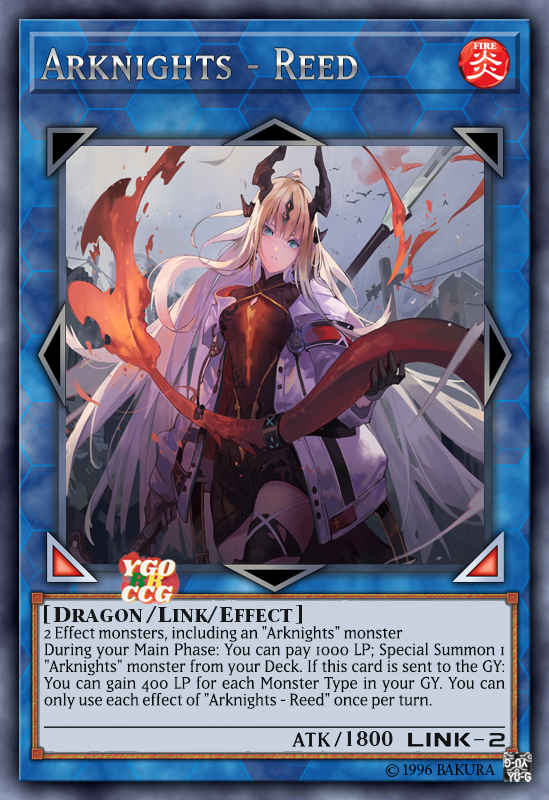 ARKNIGHTS - REED
FIRE
炎
YGO
RR
CCG
[DRAGON/LINK/EFFECT]
2 Effect monsters, including an "Arknights" monster
During your Main Phase: You can pay 1000 LP; Special Summon 1
"Arknights" monster from your Deck. If this card is sent to the GY:
You can gain 400 LP for each Monster Type in your GY. You can
only use each effect of "Arknights - Reed" once per turn.
ATK/1800 LINK-2
©1996 BAKURA